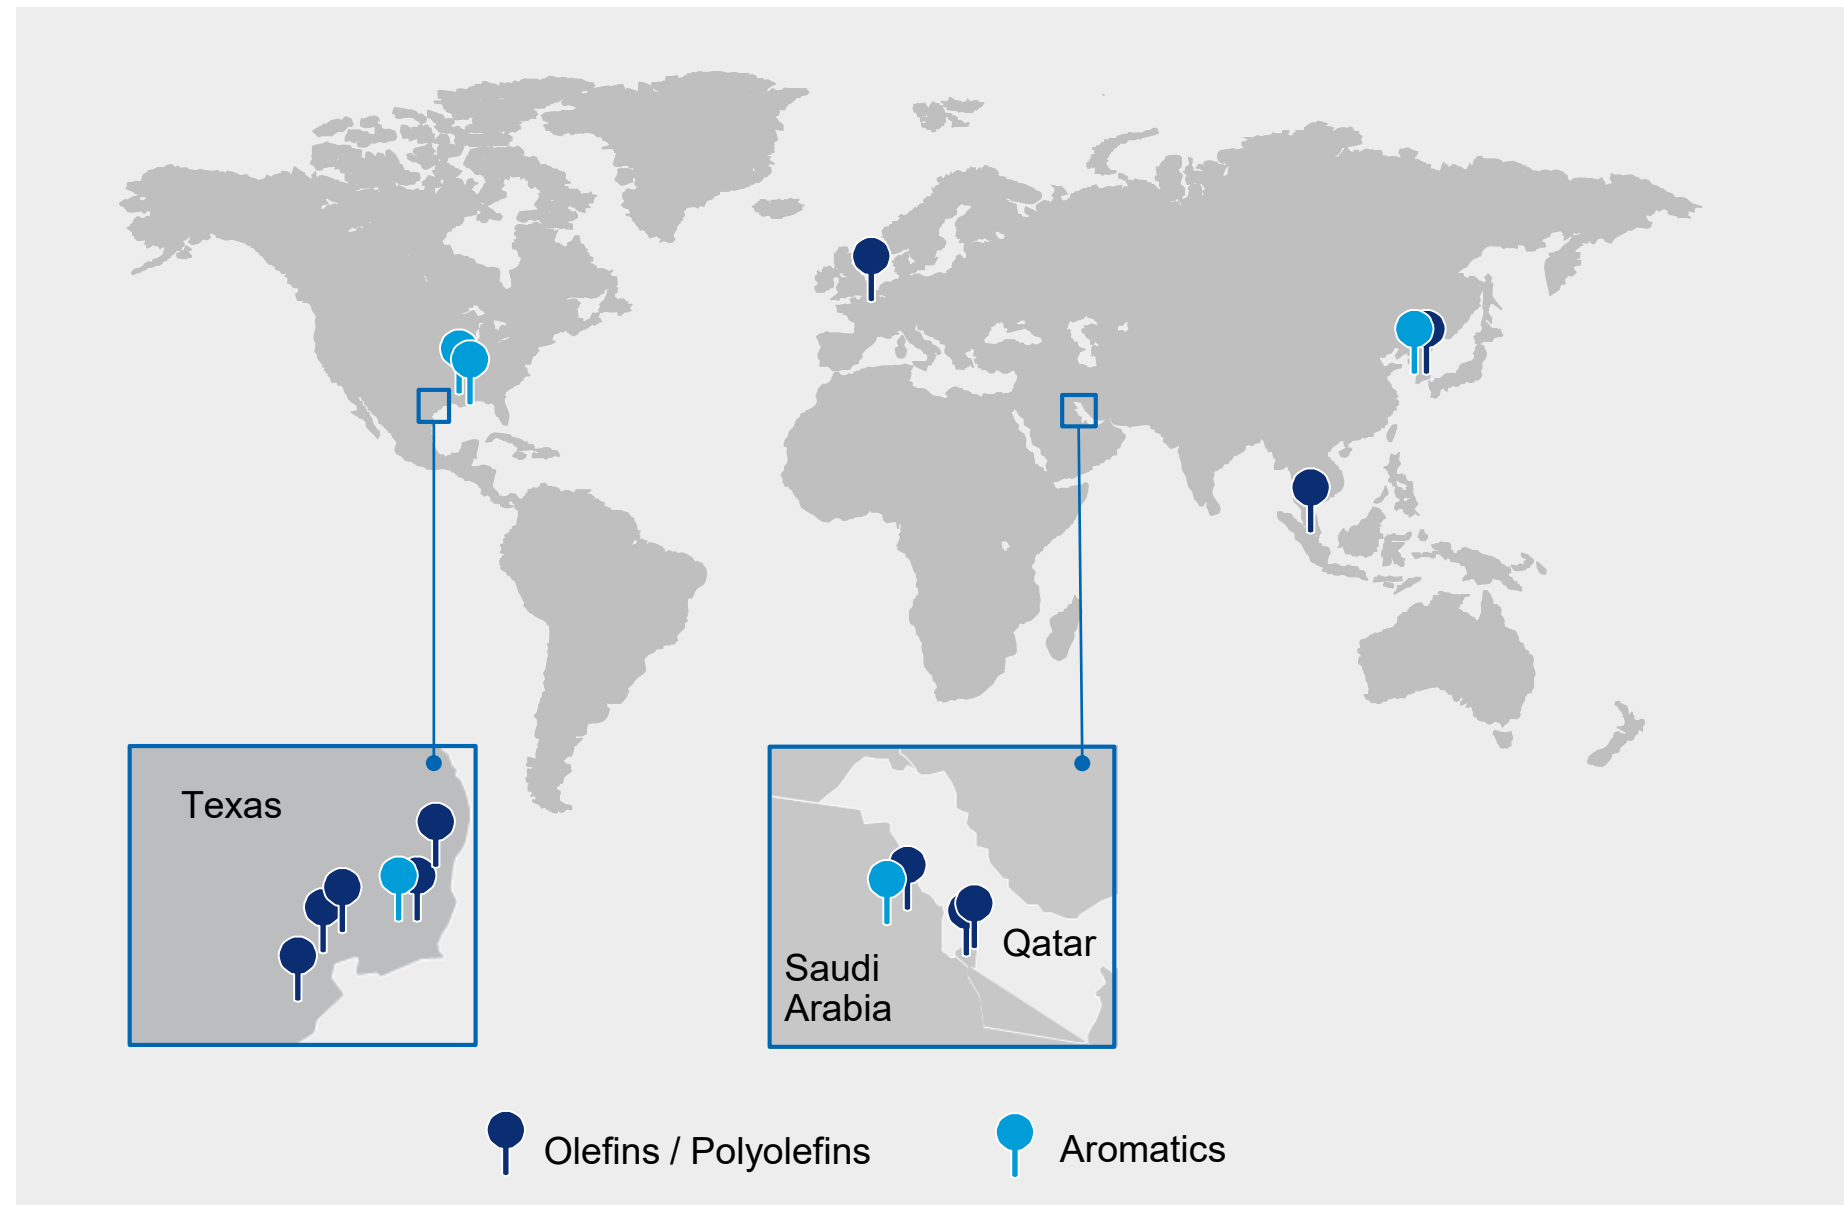 Texas
Qatar
Saudi
Arabia
Olefins / Polyolefins
Aromatics